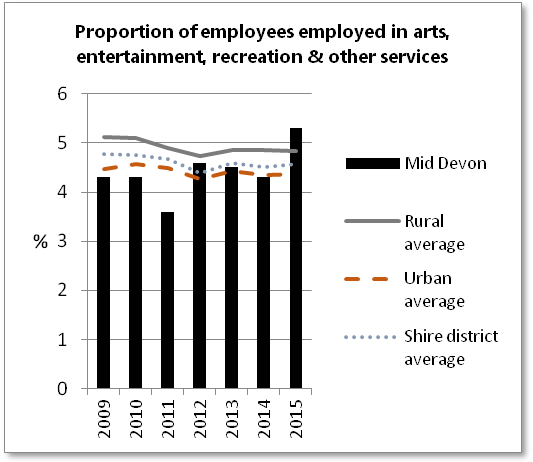 Proportion of employees employed in arts,
entertainment, recreation & other services
6
5
4
3
2
1
0
%
2009
2010
2011
2012
2013
2014
2015
Mid Devon
Rural
average
Urban
average
Shire district
average